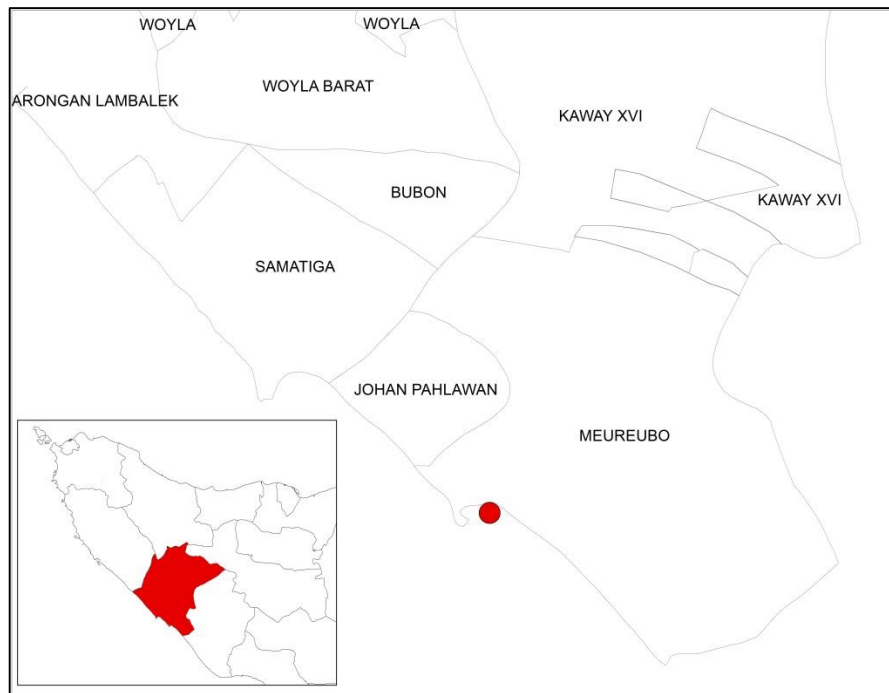 WOYLA
WOYLA
ARONGAN LAMBALEK
WOYLA BARAT
KAWAY XVI
BUBON
KAWAY XVI
SAMATIGA
JOHAN PAHLAWAN
MEUREUBO